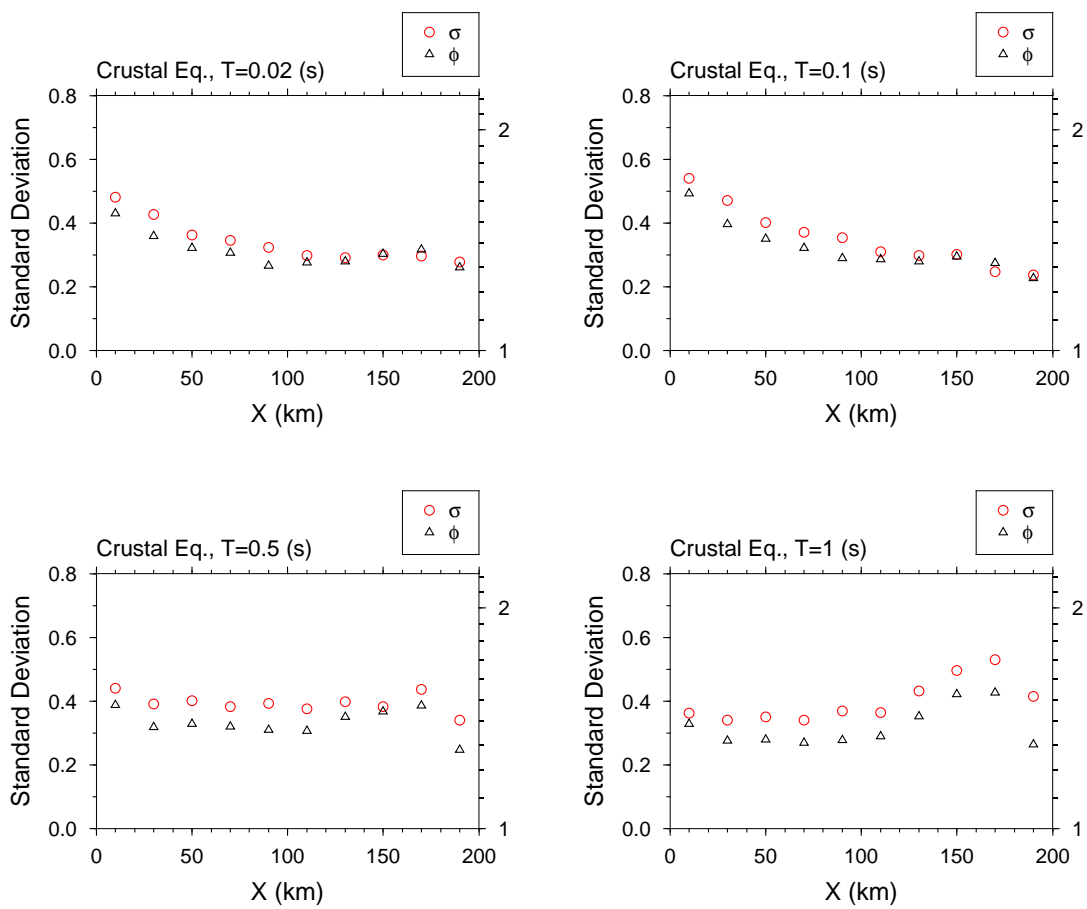 σ
ϕ
Crustal Eq., T=0.02 (s)
0.8
0.6
0.4
0.2
0.0
Standard Deviation
2
1
0 50 100 150 200
X (km)
σ
ϕ
Crustal Eq., T=0.1 (s)
0.8
0.6
0.4
0.2
0.0
Standard Deviation
2
1
0 50 100 150 200
X (km)
σ
ϕ
Crustal Eq., T=0.5 (s)
0.8
0.6
0.4
0.2
0.0
Standard Deviation
2
1
0 50 100 150 200
X (km)
σ
ϕ
Crustal Eq., T=1 (s)
0.8
0.6
0.4
0.2
0.0
Standard Deviation
2
1
0 50 100 150 200
X (km)